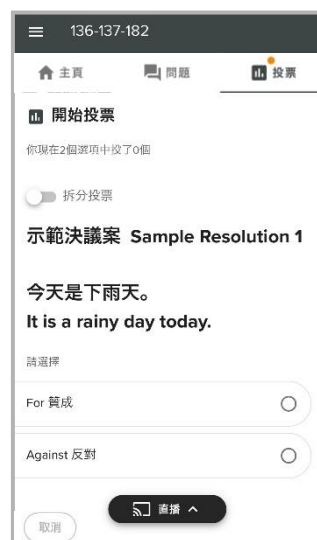 136-137-182
主頁
問題
投票
開始投票
你現在2個選項中投了0個
拆分投票
示範決議案 Sample Resolution 1
今天是下雨天。
It is a rainy day today.
請選擇
For 贊成
Against 反對
直播
取消